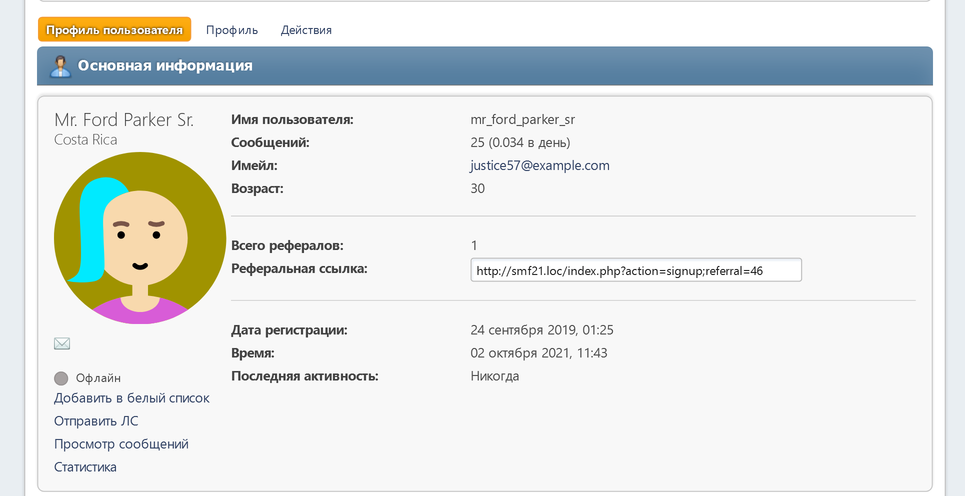 Профиль пользователя Профиль Действия
Основная информация
Mr. Ford Parker Sr.
Costa Rica
Офлайн
Добавить в белый список
Отправить ЛС
Просмотр сообщений
Статистика
Имя пользователя: mr_ford_parker_sr
Сообщений: 25 (0.034 в день)
Имейл: justice57@example.com
Возраст: 30
Всего рефералов: 1
Реферальная ссылка: http://smf21.loc/index.php?action=signup;referral=46
Дата регистрации: 24 сентября 2019, 01:25
Время: 02 октября 2021, 11:43
Последняя активность: Никогда